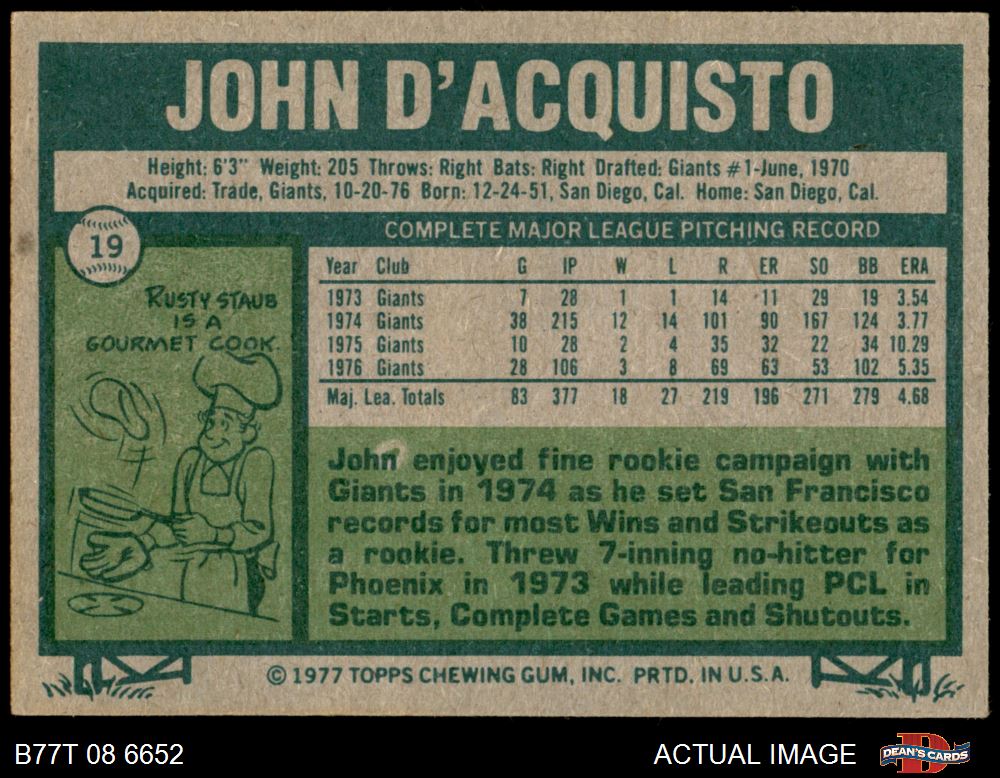 JOHN D'ACQUISTO
Height: 6'3" Weight: 205 Throws: Right Bats: Right Drafted: Giants #1-June, 1970
Acquired: Trade, Giants, 10-20-76 Born: 12-24-51, San Diego, Cal. Home: San Diego, Cal.
19
RUSTY STAUB
IS A
GOURMET COOK.
COMPLETE MAJOR LEAGUE PITCHING RECORD
Year Club G IP W L R ER SO BB ERA
1973 Giants 7 28 1 1 14 11 29 19 3.54
1974 Giants 38 215 12 14 101 90 167 124 3.77
1975 Giants 10 28 2 4 35 32 22 34 10.29
1976 Giants 28 106 3 8 69 63 53 102 5.35
Maj. Lea. Totals 83 377 18 27 219 196 271 279 4.68
John enjoyed fine rookie campaign with
Giants in 1974 as he set San Francisco
records for most Wins and Strikeouts as
a rookie. Threw 7-inning no-hitter for
Phoenix in 1973 while leading PCL in
Starts, Complete Games and Shutouts.
© 1977 TOPPS CHEWING GUM, INC. PRTD. IN U.S.A.
B77T 08 6652
ACTUAL IMAGE
D
DEAN'S CARDS